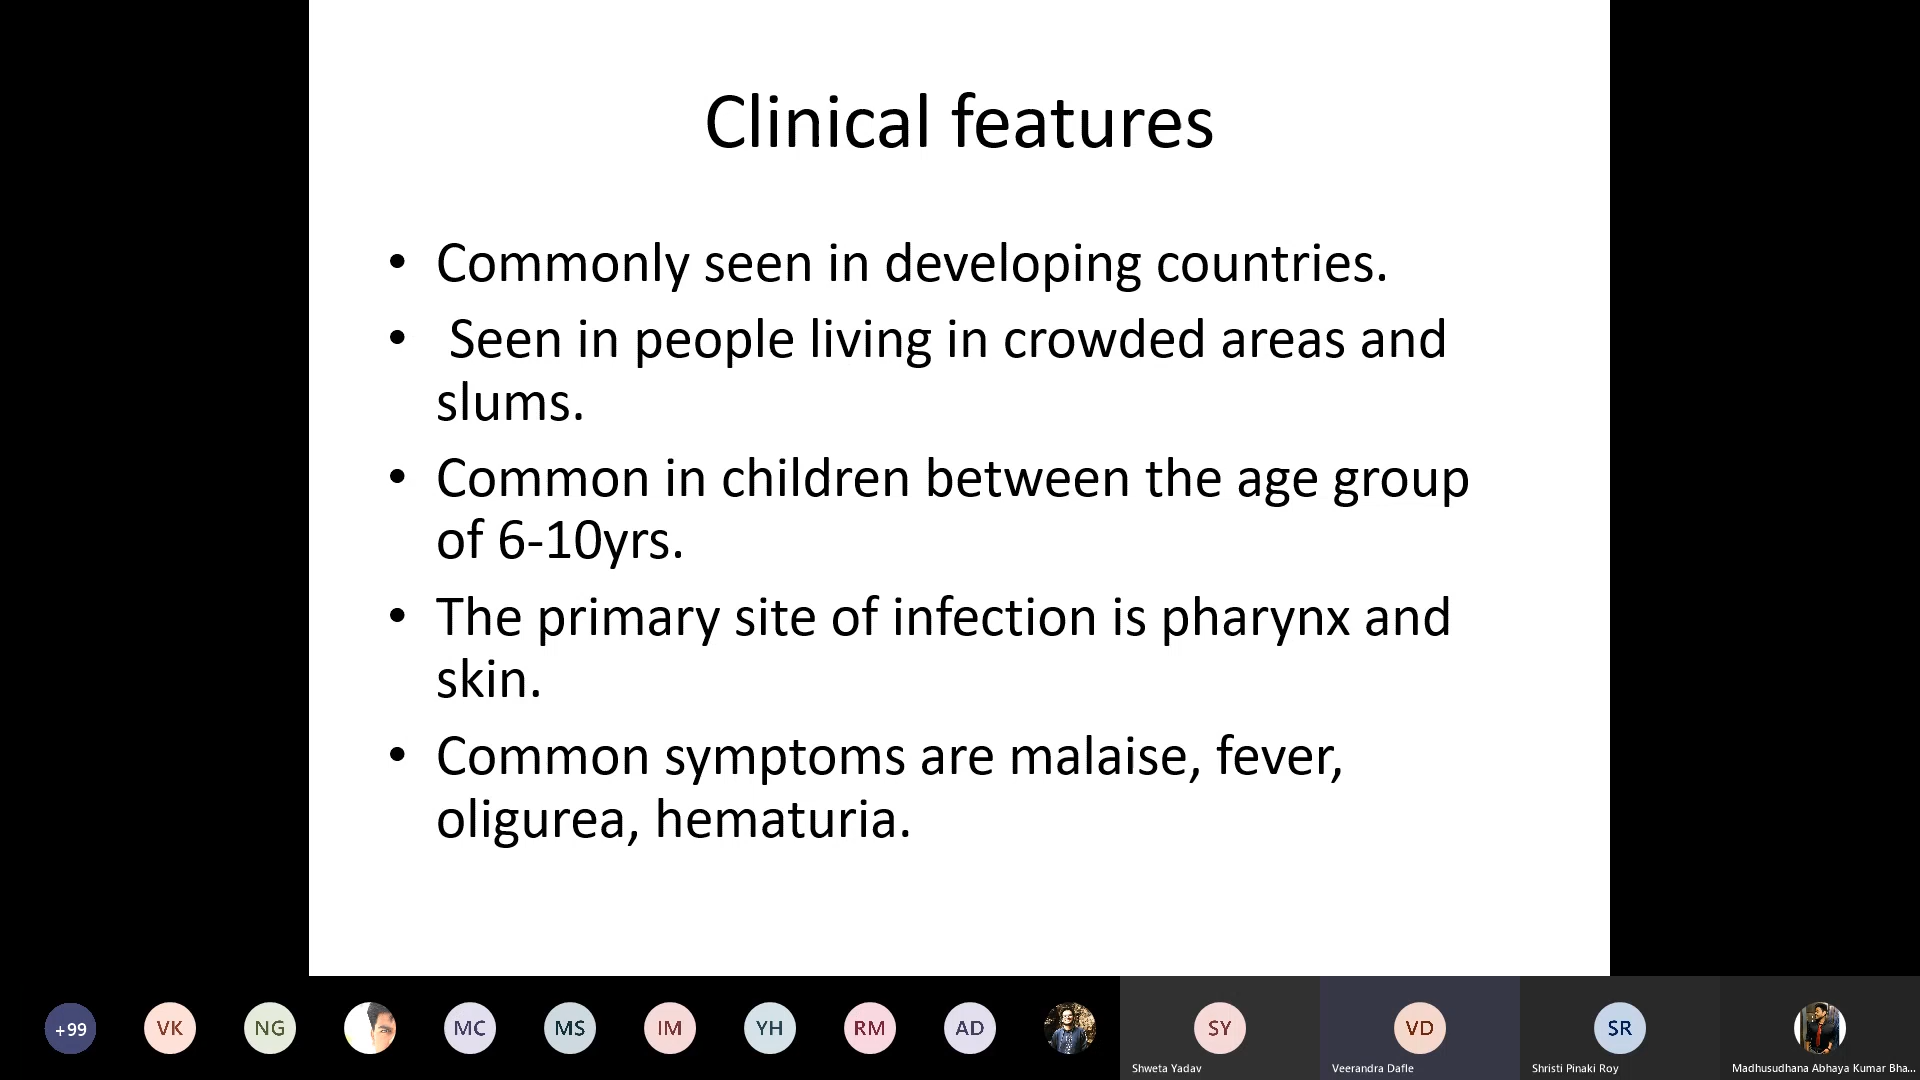 Clinical features
• Commonly seen in developing countries.
• Seen in people living in crowded areas and
slums.
• Common in children between the age group
of 6-10yrs.
• The primary site of infection is pharynx and
skin.
• Common symptoms are malaise, fever,
oligurea, hematuria.
+99
VK
NG
MC
MS
IM
YH
RM
AD
SY
VD
SR
Shweta Yadav
Veerandra Dafle
Shristi Pinaki Roy
Madhusudhana Abhaya Kumar Bha...